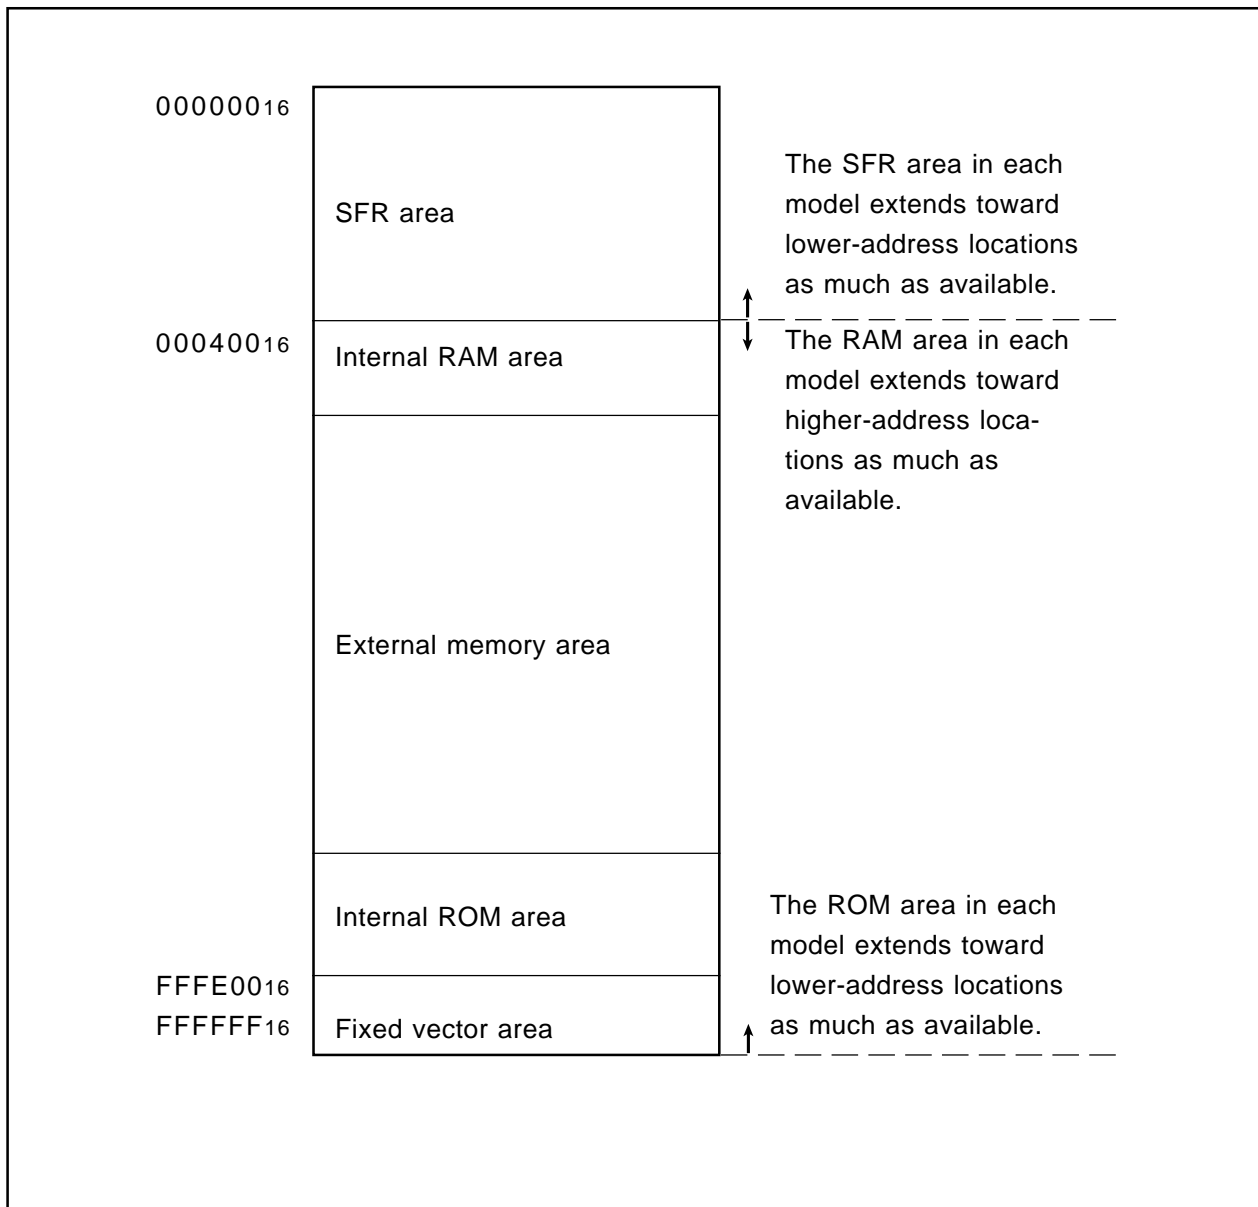 00000016
SFR area
The SFR area in each
model extends toward
lower-address locations
as much as available.
00040016
Internal RAM area
The RAM area in each
model extends toward
higher-address loca-
tions as much as
available.
External memory area
Internal ROM area
The ROM area in each
model extends toward
lower-address locations
as much as available.
FFFE0016
FFFFFF16
Fixed vector area